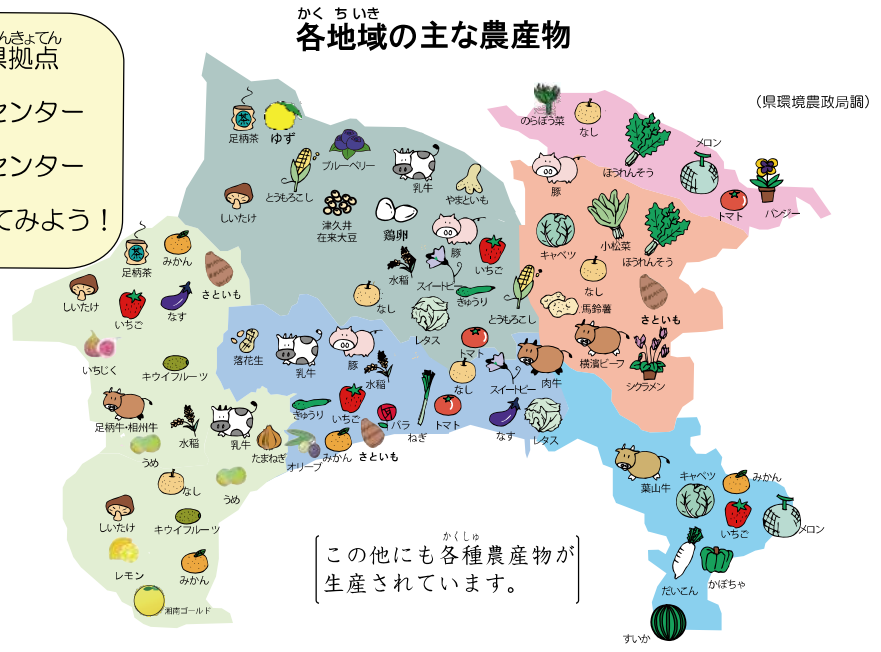 かくちいき
各地域の主な農産物
んきょてん
県拠点
センター
センター
てみよう！
（県環境農政局調）
のらぼう菜
なし
ほうれんそう
メロン
トマト
パンジー
足柄茶
ゆず
ブルーベリー
とうもろこし
乳牛
やまといも
しいたけ
津久井
在来大豆
鶏卵
豚
いちご
水稲
スイートピー
きゅうり
なし
レタス
とうもろこし
トマト
豚
キャベツ
小松菜
ほうれんそう
なし
馬鈴薯
さといも
横濱ビーフ
シクラメン
足柄茶
みかん
しいたけ
いちご
なす
さといも
いちじく
キウイフルーツ
足柄牛・相州牛
水稲
乳牛
うめ
たまねぎ
オリーブ
みかん
さといも
うめ
なし
しいたけ
キウイフルーツ
レモン
みかん
湘南ゴールド
落花生
乳牛
豚
水稲
きゅうり
いちご
バラ
ねぎ
トマト
なし
スイートピー
肉牛
なす
レタス
葉山牛
キャベツ
みかん
いちご
メロン
だいこん
かぼちゃ
すいか
かくしゅ
この他にも各種農産物が
生産されています。